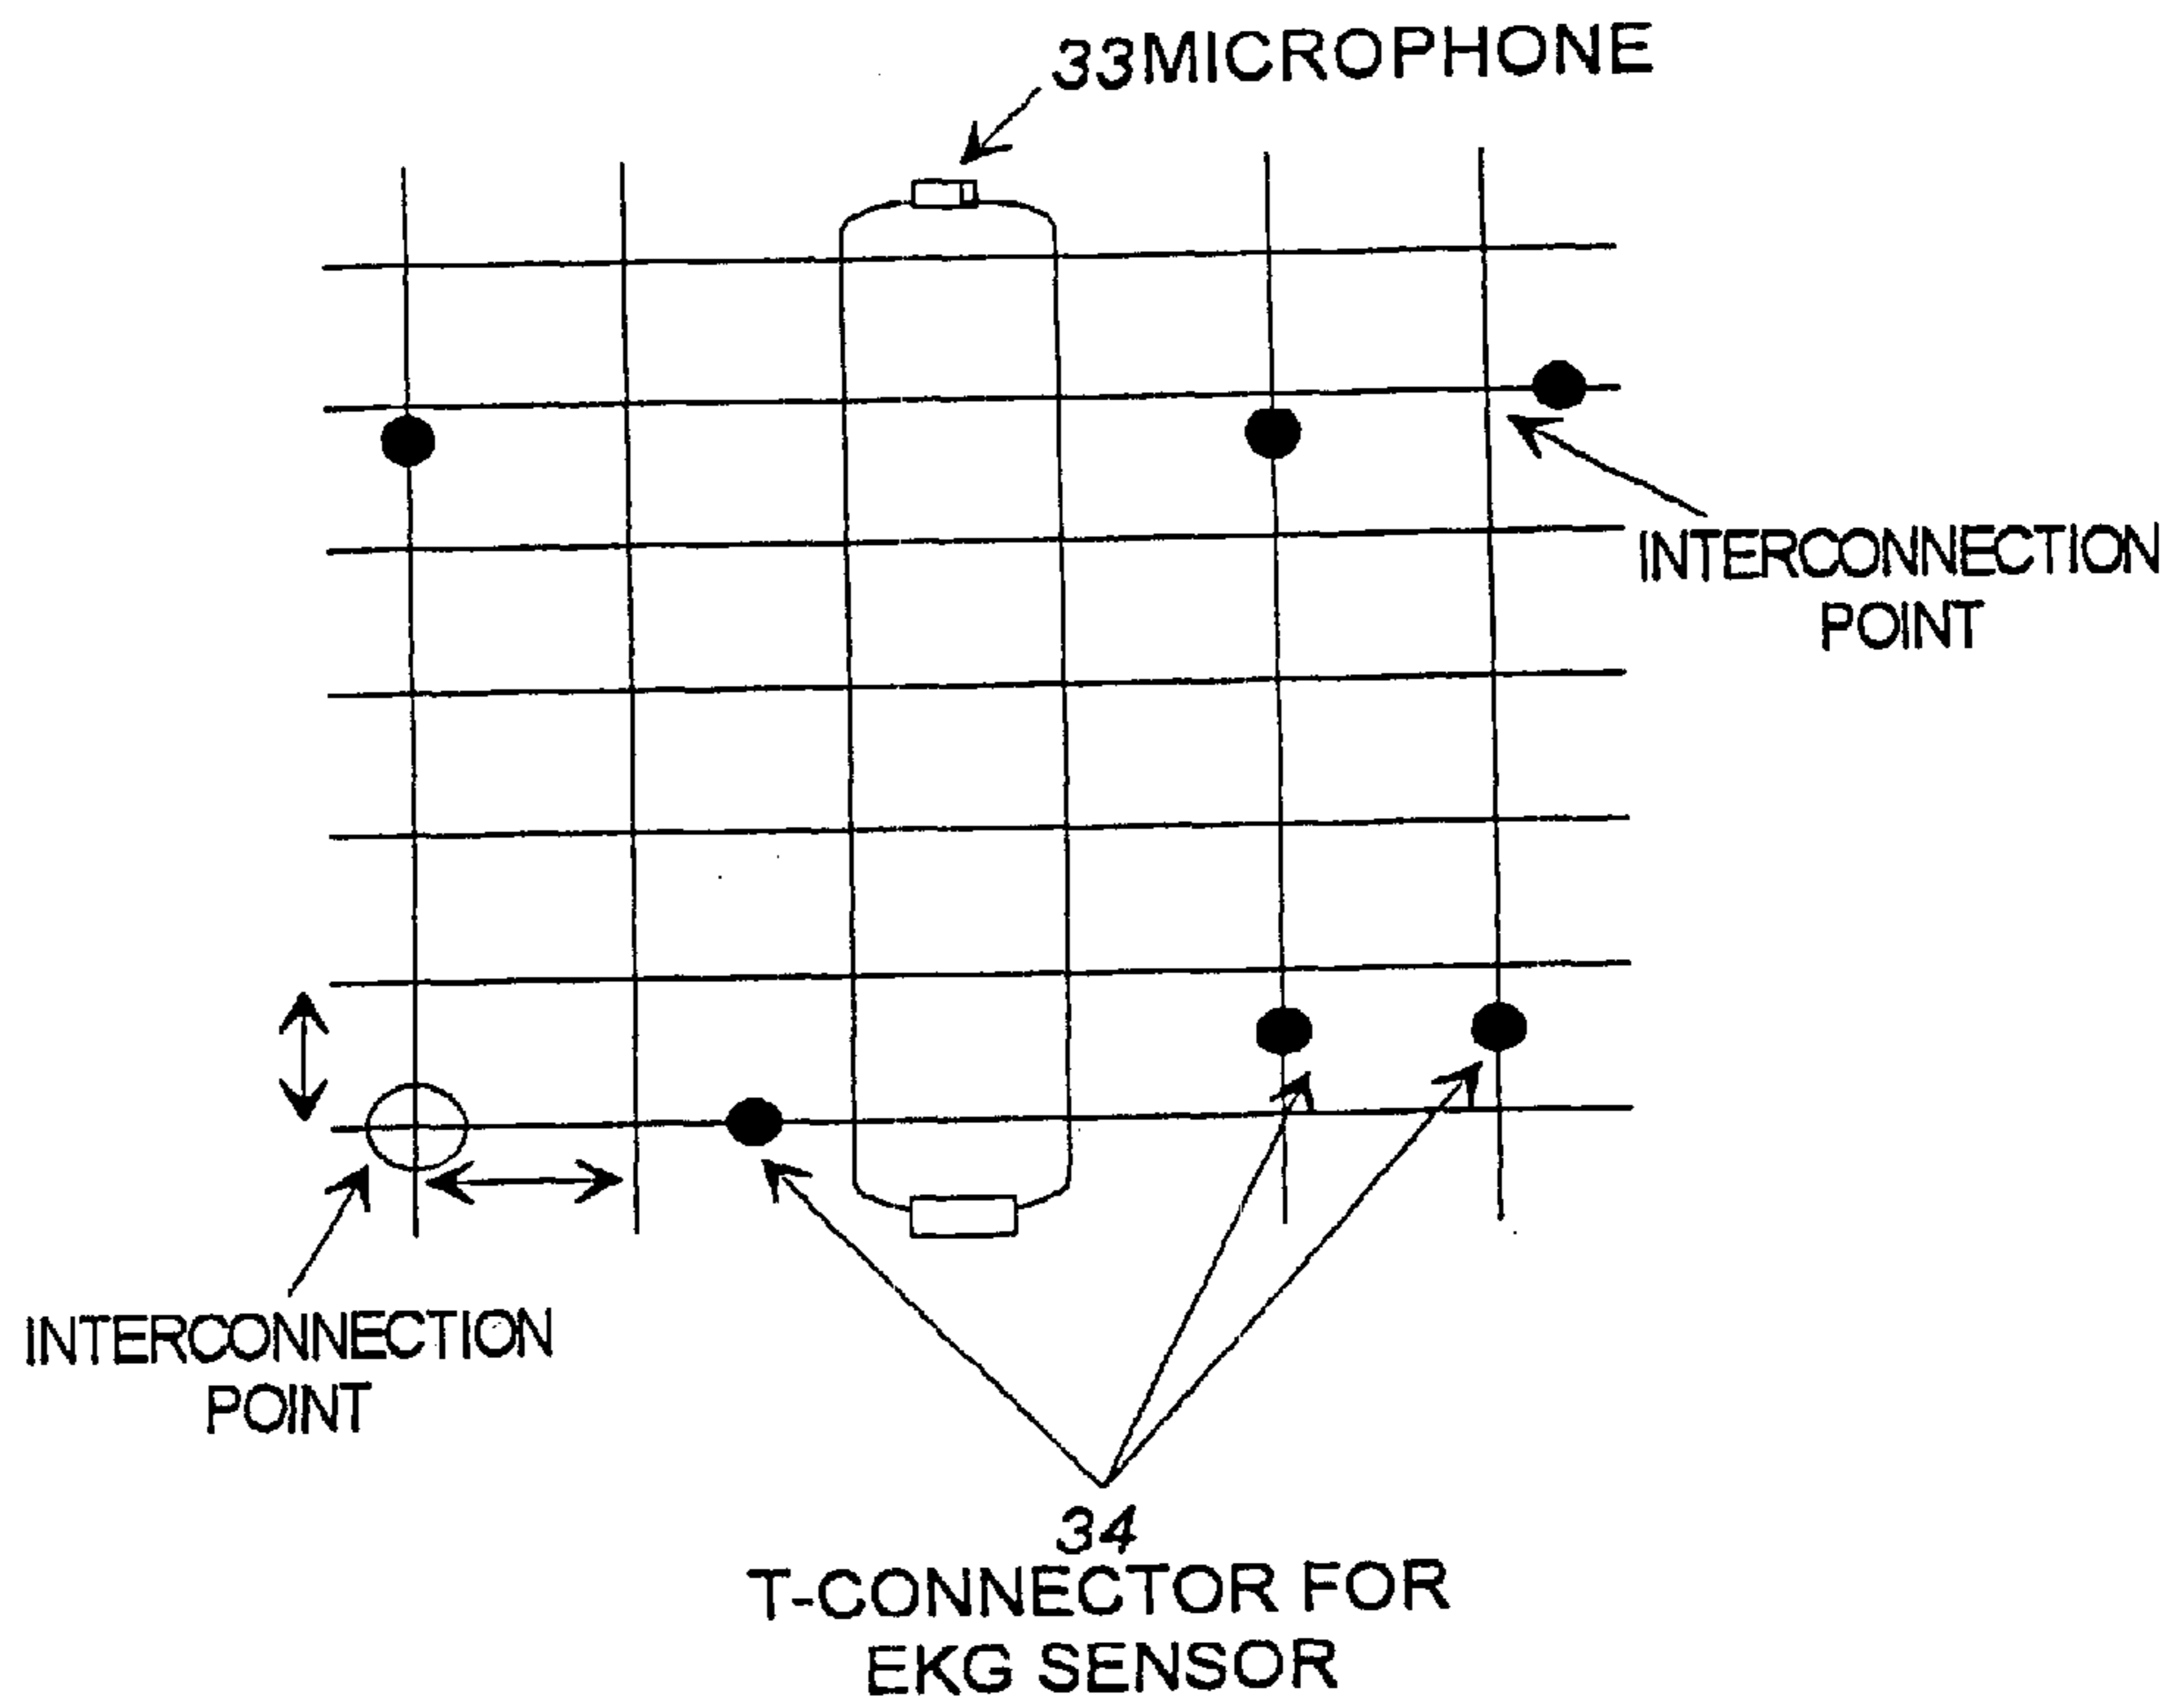 33MICROPHONE
INTERCONNECTION
POINT
INTERCONNECTION
POINT
34
T-CONNECTOR FOR
EKG SENSOR